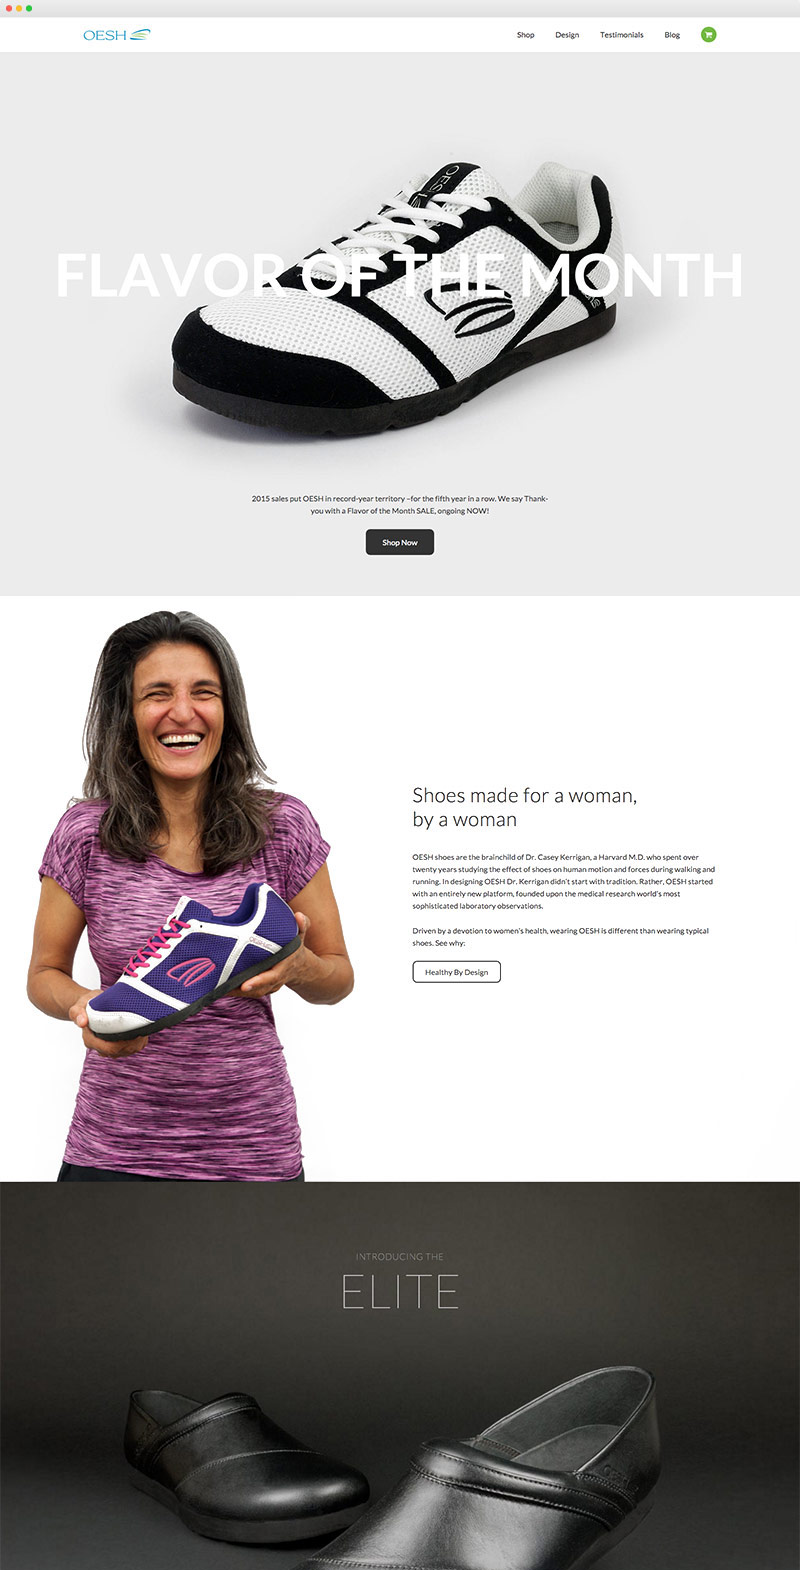 OESH
Shop Design Testimonials Blog
OESH
FLAVOR OF THE MONTH
2015 sales put OESH in record-year territory –for the fifth year in a row. We say Thank-
you with a Flavor of the Month SALE, ongoing NOW!
Shop Now
Shoes made for a woman,
by a woman
OESH shoes are the brainchild of Dr. Casey Kerrigan, a Harvard M.D. who spent over
twenty years studying the effect of shoes on human motion and forces during walking and
running. In designing OESH Dr. Kerrigan didn't start with tradition. Rather, OESH started
with an entirely new platform, founded upon the medical research world's most
sophisticated laboratory observations.
Driven by a devotion to women's health, wearing OESH is different than wearing typical
shoes. See why:
OESH
Healthy By Design
INTRODUCING THE
ELITE